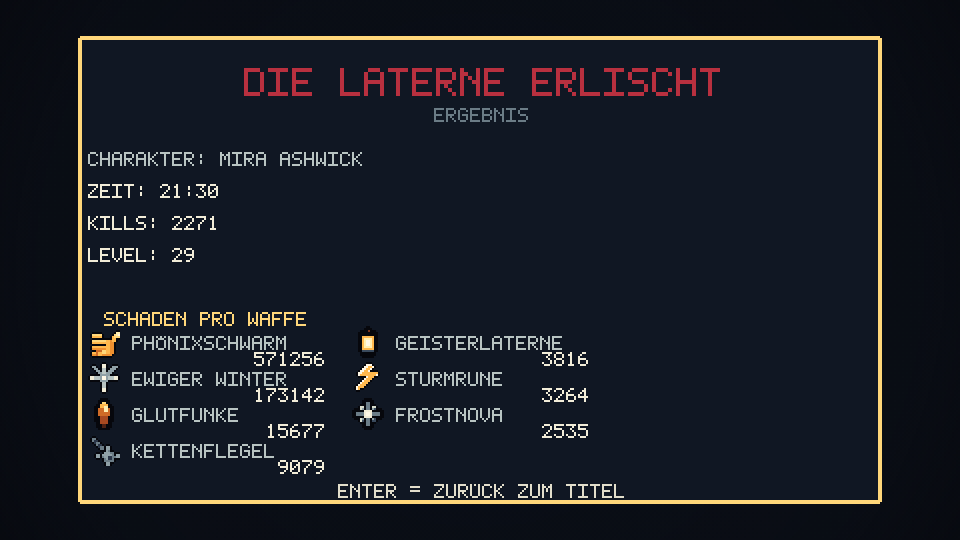 DIE LATERNE ERLISCHT
ERGEBNIS
CHARAKTER: MIRA ASHWICK
ZEIT: 21:30
KILLS: 2271
LEVEL: 29
SCHADEN PRO WAFFE
PHÖNIXSCHWARM
571256
EWIGER WINTER
173142
GLUTFUNKE
15677
KETTENFLEGEL
9079
GEISTERLATERNE
3816
STURMRUNE
3264
FROSTNOVA
2535
ENTER = ZURÜCK ZUM TITEL